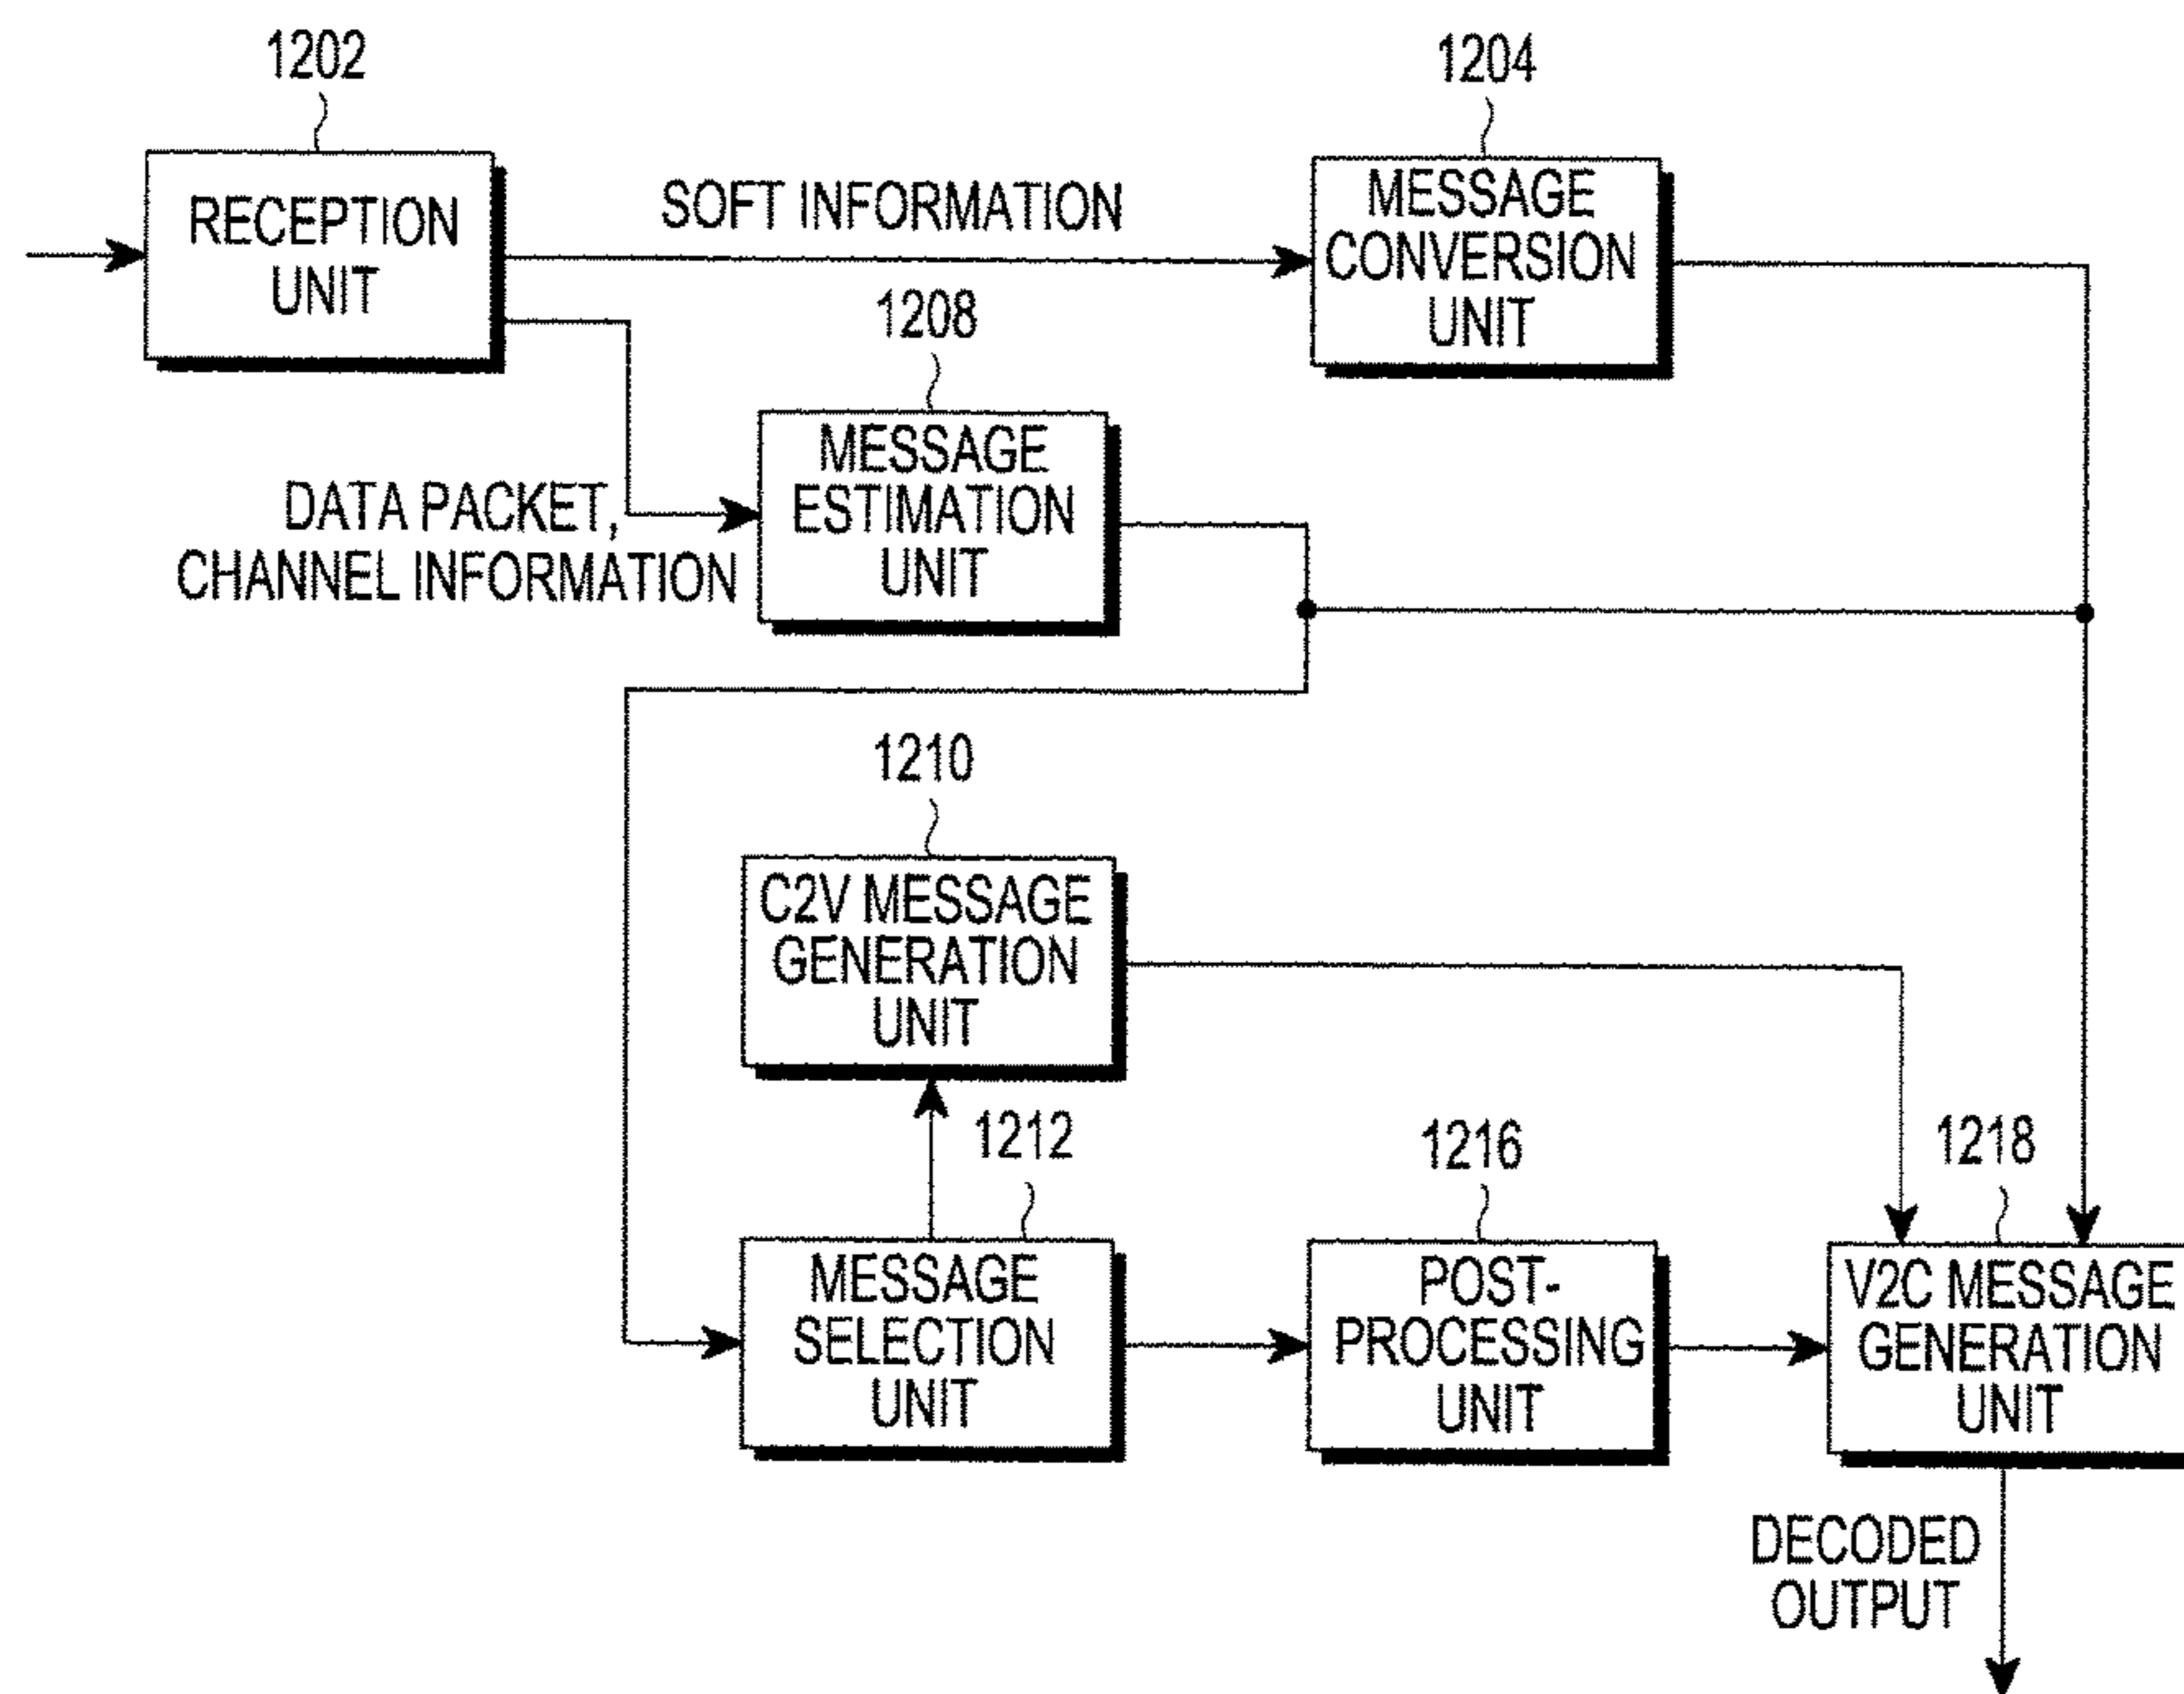 1202
1204
RECEPTION
UNIT
SOFT INFORMATION
MESSAGE
CONVERSION
UNIT
1208
DATA PACKET,
CHANNEL INFORMATION
MESSAGE
ESTIMATION
UNIT
1210
C2V MESSAGE
GENERATION
UNIT
1212
1216
1218
MESSAGE
SELECTION
UNIT
POST-
PROCESSING
UNIT
V2C MESSAGE
GENERATION
UNIT
DECODED
OUTPUT